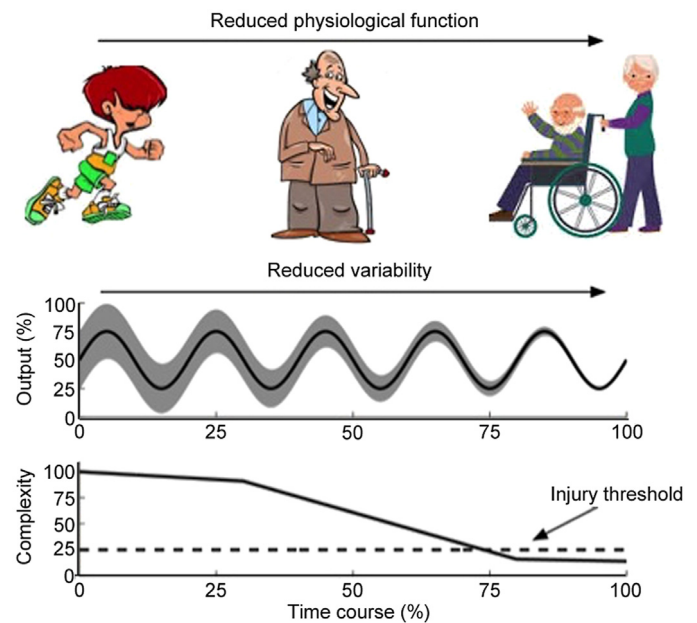 Reduced physiological function
Reduced variability
Output (%)
100
75
50
25
0
0 25 50 75 100
Complexity
100
75
50
25
0
Injury threshold
0 25 50 75 100
Time course (%)